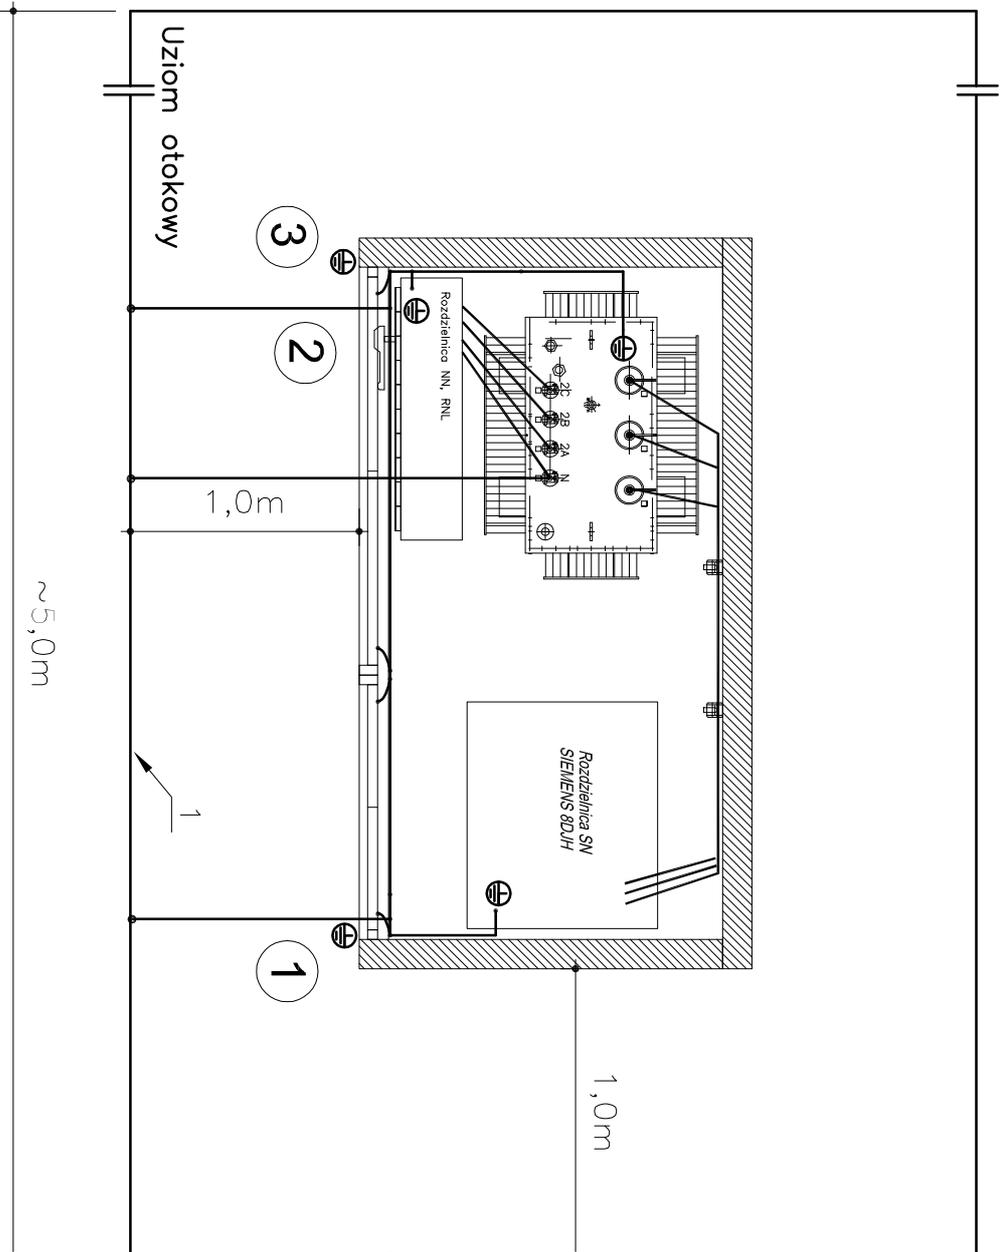 Uziom otokowy
3
2
1
Rozdzielnica NN, RNL
2C
2B
2A
N
1,0m
~5,0m
1
Rozdzielnica SN
SIEMENS 8DJH
1,0m